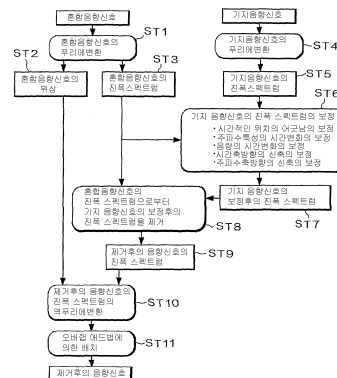 혼합음향신호
기지음향신호
혼합음향신호의
푸리에변환
ST1
기지음향신호의
푸리에변환
ST4
ST2
ST3
혼합음향신호의
위상
혼합음향신호의
진폭스펙트럼
기지음향신호의
진폭스펙트럼
ST5
ST6
기지 음향신호의 진폭 스펙트럼의 보정
·시간적인 위치의 어긋남의 보정
·주파수특성의 시간변화의 보정
·음량의 시간변화의 보정
·시간축방향의 신축의 보정
·주파수축방향의 신축의 보정
혼합음향신호의
진폭 스펙트럼으로부터
기지 음향신호의 보정후의
진폭 스펙트럼을 제거
ST8
기지 음향신호의
보정후의 진폭 스펙트럼
ST7
제거후의 음향신호의
진폭 스펙트럼
ST9
제거후의 음향신호의
진폭 스펙트럼의
역푸리에변환
ST10
오버랩 애드법에
의한 배치
ST11
제거후의 음향신호